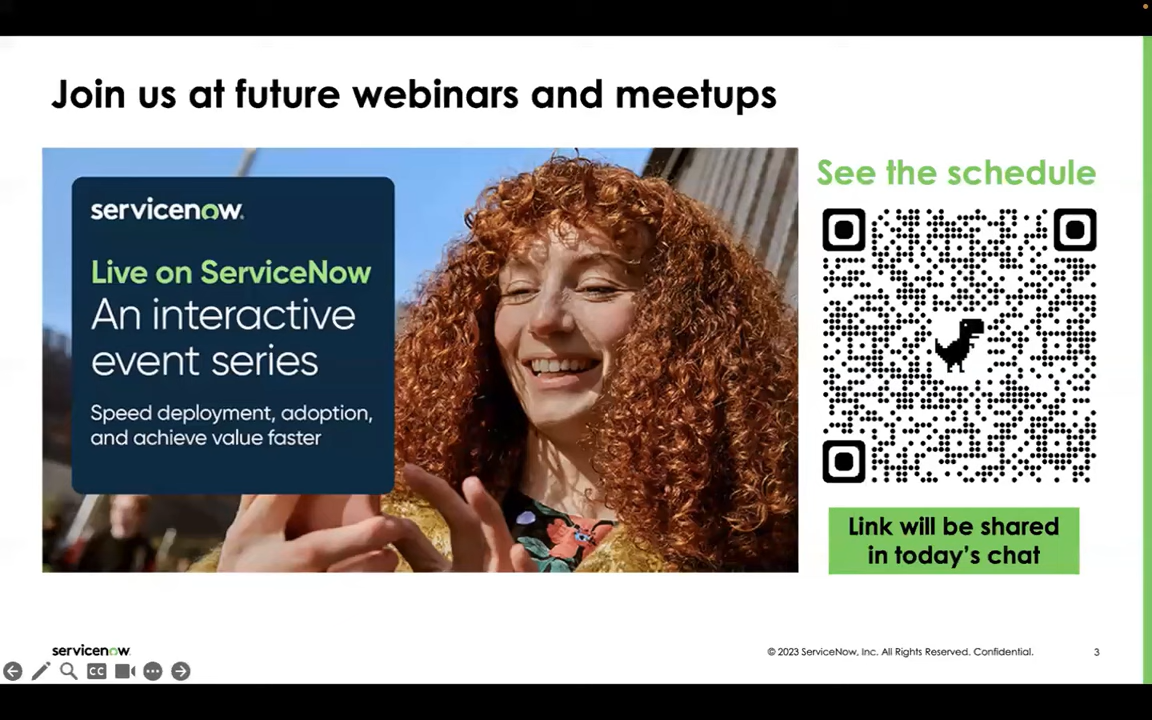 Join us at future webinars and meetups
servicenow.
Live on ServiceNow
An interactive
event series
Speed deployment, adoption,
and achieve value faster
See the schedule
Link will be shared
in today’s chat
servicenow.
© 2023 ServiceNow, Inc. All Rights Reserved. Confidential.
3
CC